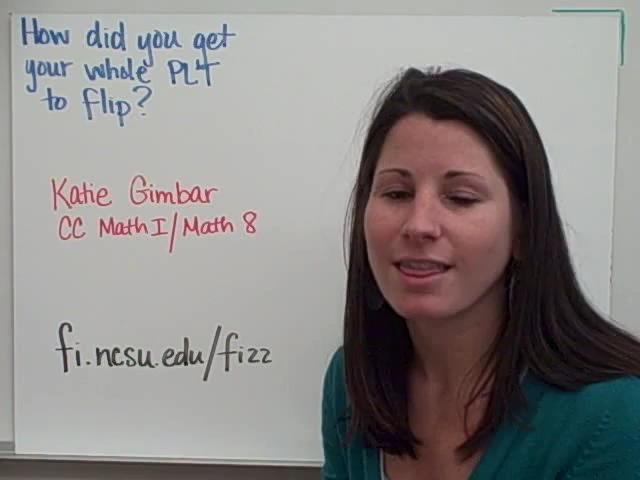 How did you get
your whole PLT
to flip?
Katie Gimbar
CC Math I/Math 8
fi.ncsu.edu/fizz